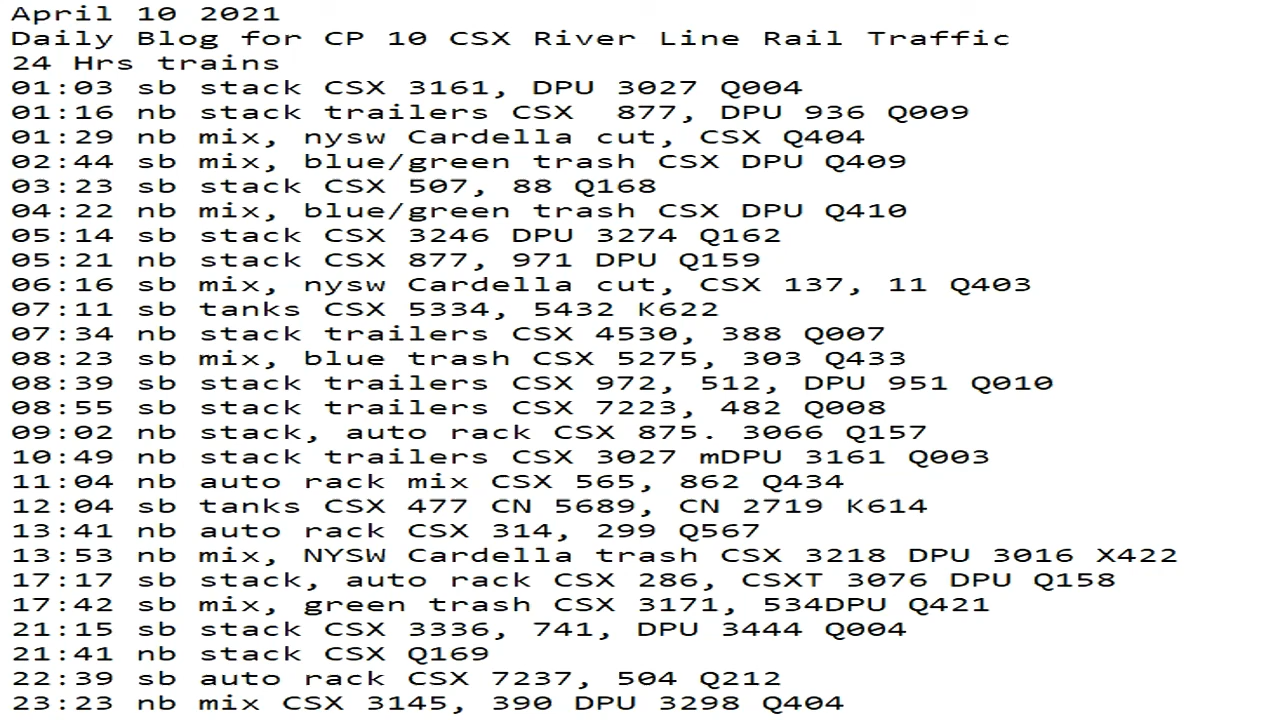 April 10 2021
Daily Blog for CP 10 CSX River Line Rail Traffic
24 Hrs trains
01:03 sb stack CSX 3161, DPU 3027 Q004
01:16 nb stack trailers CSX  877, DPU 936 Q009
01:29 nb mix, nysw Cardella cut, CSX Q404
02:44 sb mix, blue/green trash CSX DPU Q409
03:23 sb stack CSX 507, 88 Q168
04:22 nb mix, blue/green trash CSX DPU Q410
05:14 sb stack CSX 3246 DPU 3274 Q162
05:21 nb stack CSX 877, 971 DPU Q159
06:16 sb mix, nysw Cardella cut, CSX 137, 11 Q403
07:11 sb tanks CSX 5334, 5432 K622
07:34 nb stack trailers CSX 4530, 388 Q007
08:23 sb mix, blue trash CSX 5275, 303 Q433
08:39 sb stack trailers CSX 972, 512, DPU 951 Q010
08:55 sb stack trailers CSX 7223, 482 Q008
09:02 nb stack, auto rack CSX 875. 3066 Q157
10:49 nb stack trailers CSX 3027 mDPU 3161 Q003
11:04 nb auto rack mix CSX 565, 862 Q434
12:04 sb tanks CSX 477 CN 5689, CN 2719 K614
13:41 nb auto rack CSX 314, 299 Q567
13:53 nb mix, NYSW Cardella trash CSX 3218 DPU 3016 X422
17:17 sb stack, auto rack CSX 286, CSXT 3076 DPU Q158
17:42 sb mix, green trash CSX 3171, 534DPU Q421
21:15 sb stack CSX 3336, 741, DPU 3444 Q004
21:41 nb stack CSX Q169
22:39 sb auto rack CSX 7237, 504 Q212
23:23 nb mix CSX 3145, 390 DPU 3298 Q404